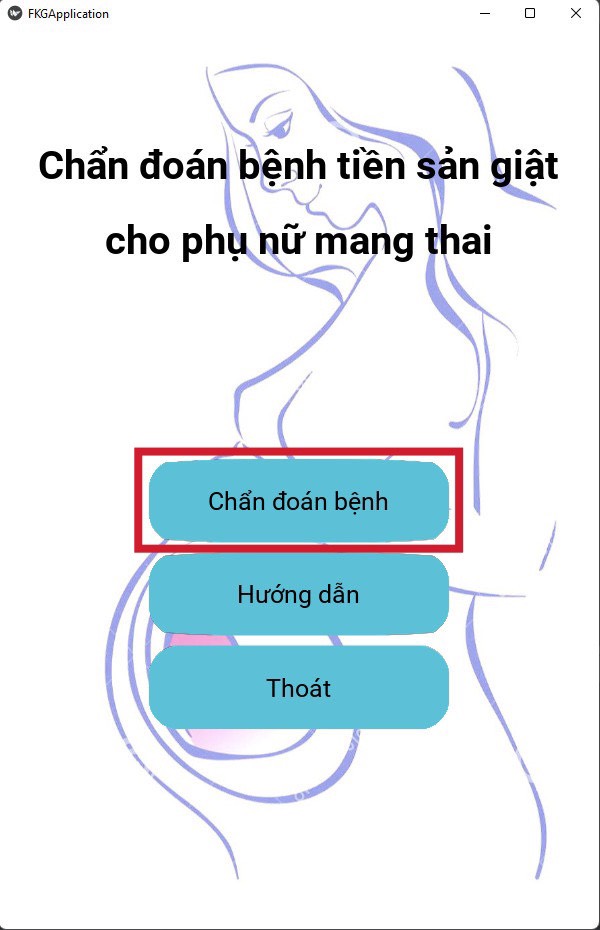 FKGApplication
Chẩn đoán bệnh tiền sản giật
cho phụ nữ mang thai
Chẩn đoán bệnh
Hướng dẫn
Thoát